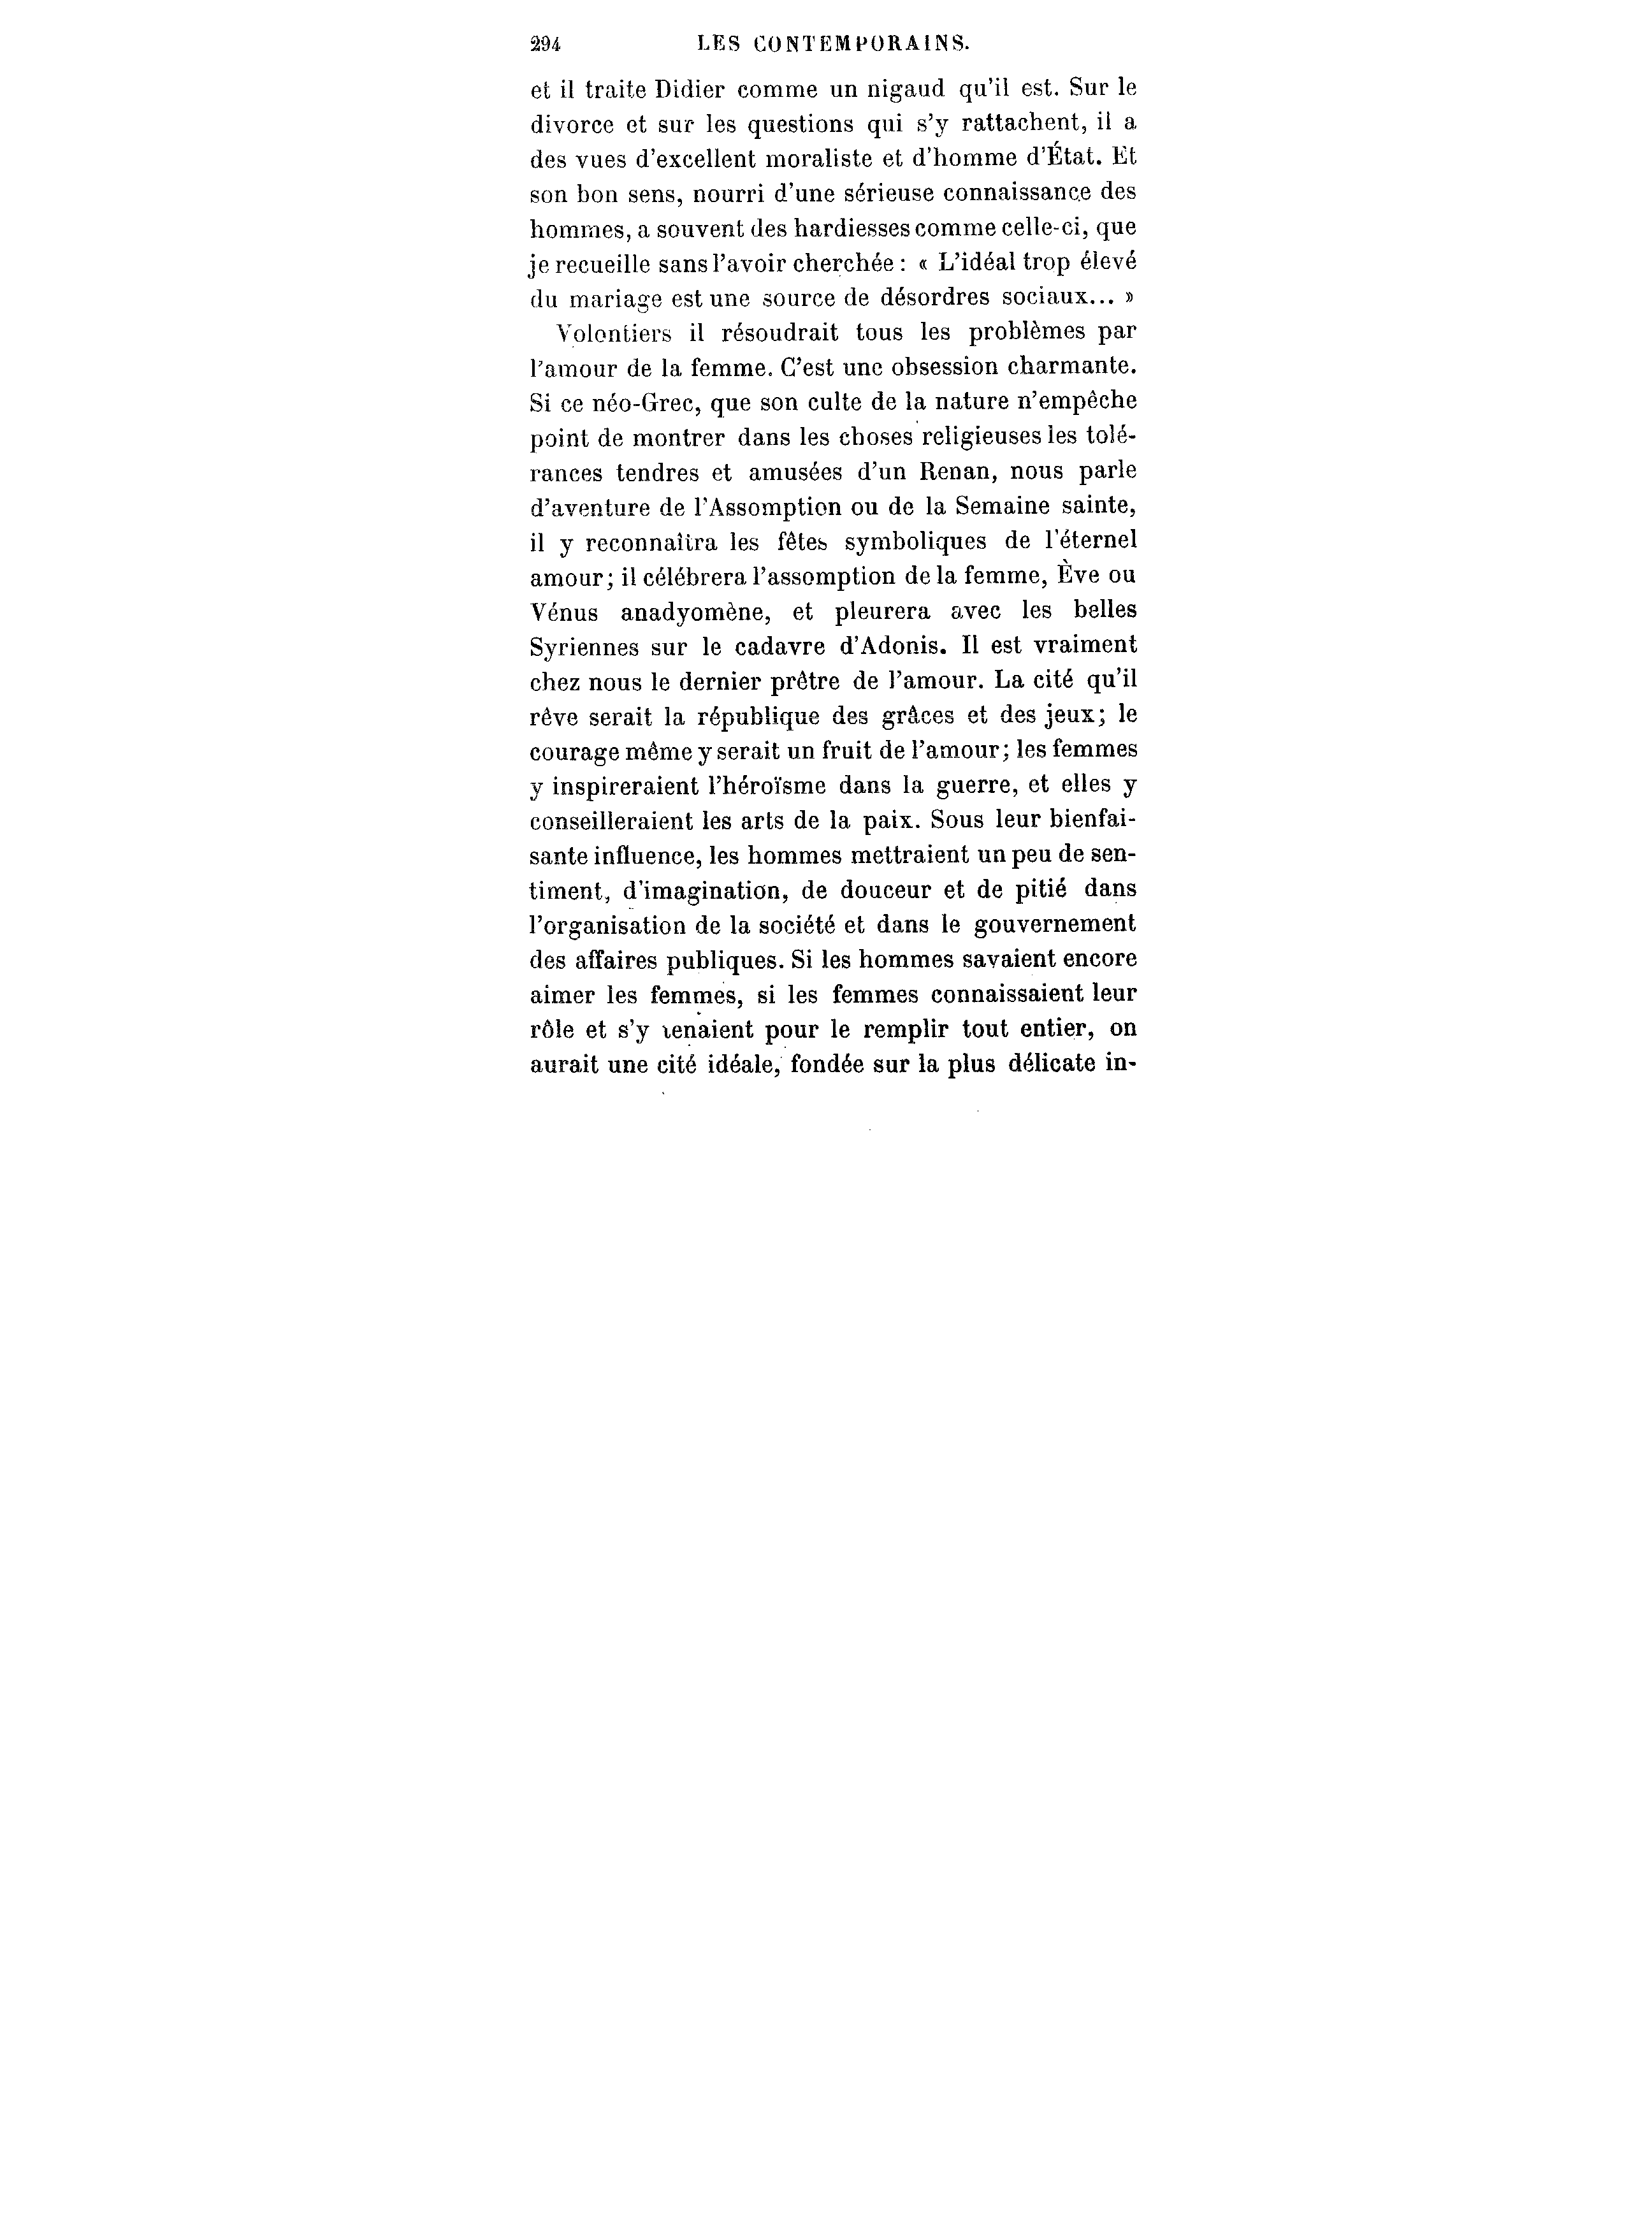 294 LES CONTEMPORAINS.
et il traite Didier comme un nigaud qu'il est. Sur le
divorce et sur les questions qui s'y rattachent, il a
des vues d'excellent moraliste et d'homme d'État. Et
son bon sens, nourri d'une sérieuse connaissance des
hommes, a souvent des hardiesses comme celle-ci, que
je recueille sans l'avoir cherchée : « L'idéal trop élevé
du mariage est une source de désordres sociaux... »
Volontiers il résoudrait tous les problèmes par
l'amour de la femme. C'est une obsession charmante.
Si ce néo-Grec, que son culte de la nature n'empêche
point de montrer dans les choses religieuses les tolé-
rances tendres et amusées d'un Renan, nous parle
d'aventure de l'Assomption ou de la Semaine sainte,
il y reconnaîtra les fêtes symboliques de l'éternel
amour; il célébrera l'assomption de la femme, Ève ou
Vénus anadyomène, et pleurera avec les belles
Syriennes sur le cadavre d'Adonis. Il est vraiment
chez nous le dernier prêtre de l'amour. La cité qu'il
rêve serait la république des grâces et des jeux; le
courage même y serait un fruit de l'amour; les femmes
y inspireraient l'héroïsme dans la guerre, et elles y
conseilleraient les arts de la paix. Sous leur bienfai-
sante influence, les hommes mettraient un peu de sen-
timent, d'imagination, de douceur et de pitié dans
l'organisation de la société et dans le gouvernement
des affaires publiques. Si les hommes savaient encore
aimer les femmes, si les femmes connaissaient leur
rôle et s'y tenaient pour le remplir tout entier, on
aurait une cité idéale, fondée sur la plus délicate in-